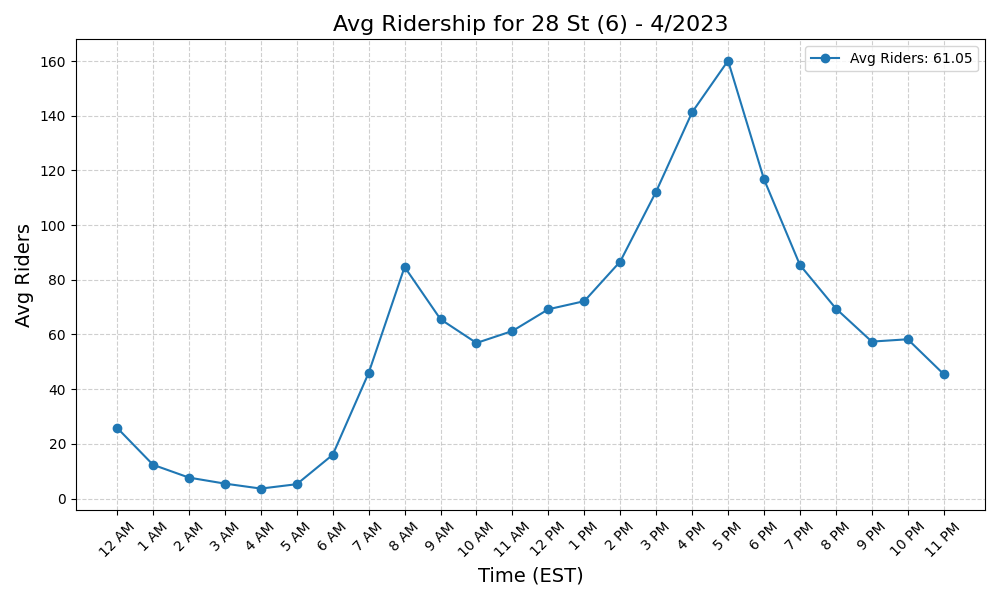 Avg Ridership for 28 St (6) - 4/2023
Avg Riders: 61.05
Avg Riders
160
140
120
100
80
60
40
20
0
12 AM
1 AM
2 AM
3 AM
4 AM
5 AM
6 AM
7 AM
8 AM
9 AM
10 AM
11 AM
12 PM
1 PM
2 PM
3 PM
4 PM
5 PM
6 PM
7 PM
8 PM
9 PM
10 PM
11 PM
Time (EST)